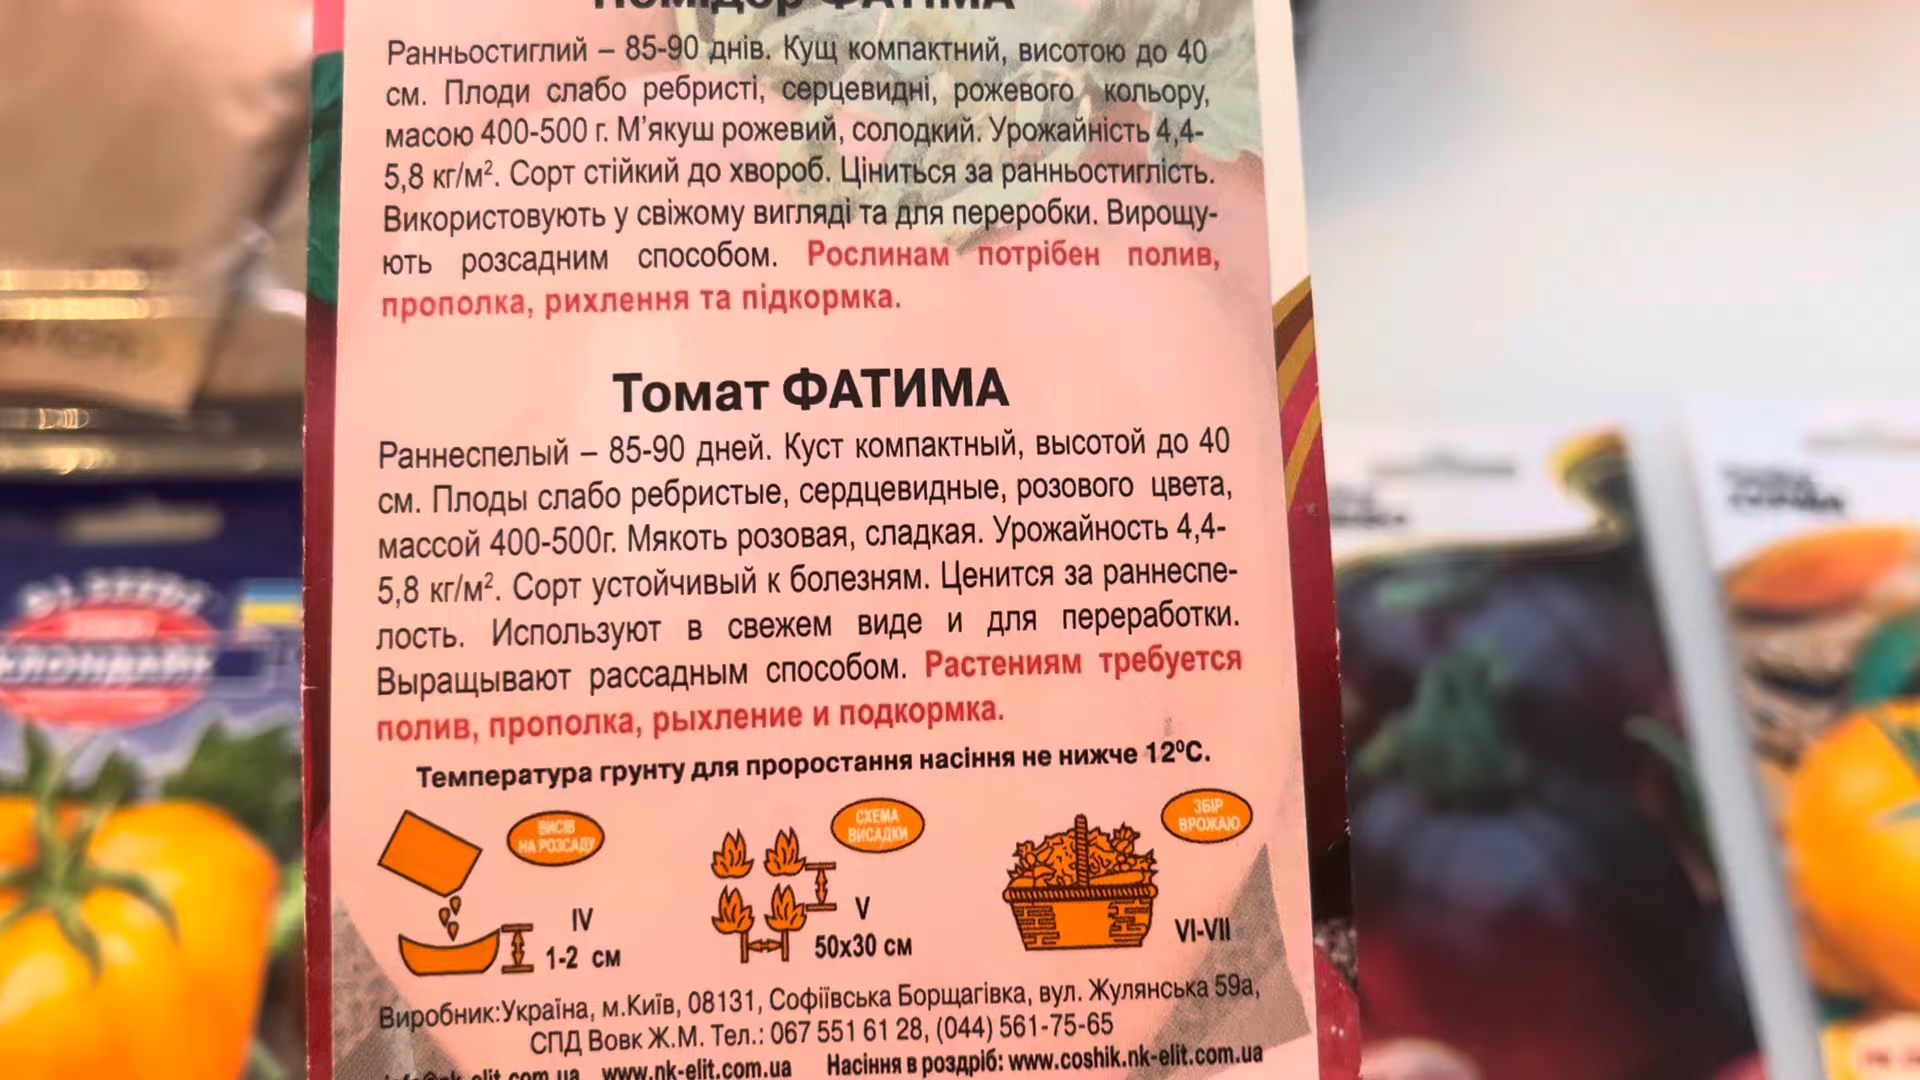 Помідор ФАТІМА
Ранньостиглий – 85-90 днів. Кущ компактний, висотою до 40
см. Плоди слабо ребристі, серцевидні, рожевого кольору,
масою 400-500 г. М'якуш рожевий, солодкий. Урожайність 4,4-
5,8 кг/м². Сорт стійкий до хвороб. Ціниться за ранньостиглість.
Використовують у свіжому вигляді та для переробки. Вирощу-
ють розсадним способом. Рослинам потрібен полив,
прополка, рихлення та підкормка.
Томат ФАТИМА
Раннеспелый – 85-90 дней. Куст компактный, высотой до 40
см. Плоды слабо ребристые, сердцевидные, розового цвета,
массой 400-500г. Мякоть розовая, сладкая. Урожайность 4,4-
5,8 кг/м². Сорт устойчивый к болезням. Ценится за раннеспе-
лость. Используют в свежем виде и для переработки.
Выращывают рассадным способом. Растениям требуется
полив, прополка, рыхление и подкормка.
Температура грунту для проростання насіння не нижче 12⁰С.
ВИСІВ
НА РОЗСАДУ
IV
1-2 см
СХЕМА
ВИСАДКИ
V
50х30 см
ЗБІР
ВРОЖАЮ
VI-VII
Виробник:Україна, м.Київ, 08131, Софіївська Борщагівка, вул. Жулянська 59а,
СПД Вовк Ж.М. Тел.: 067 551 61 28, (044) 561-75-65
www.nk-elit.com.ua Насіння в роздріб: www.coshik.nk-elit.com.ua